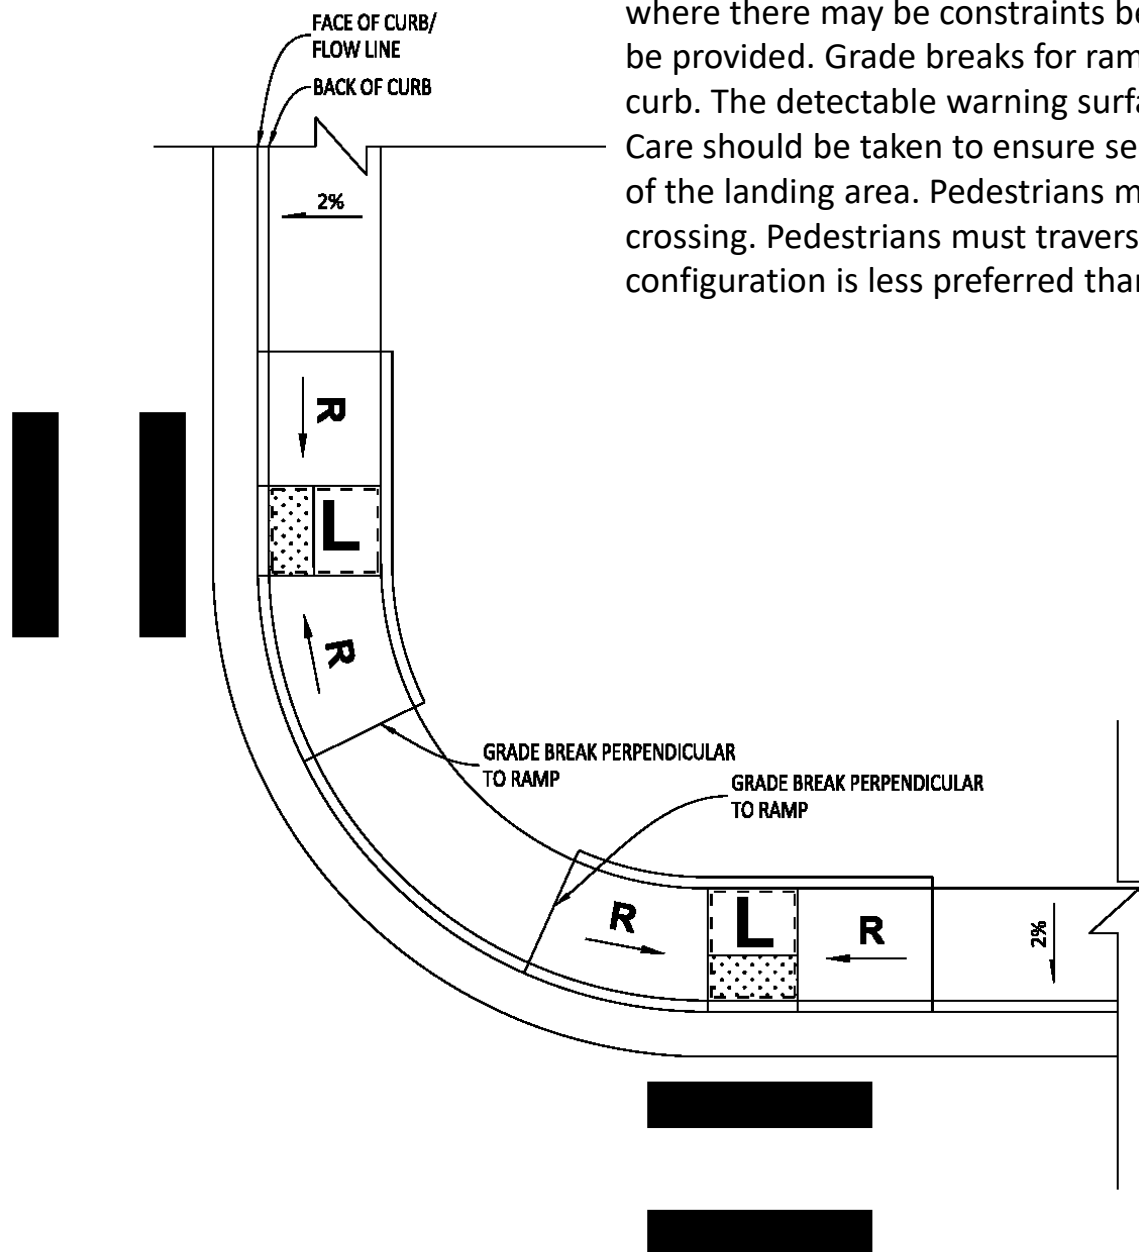 where there may be constraints be
be provided. Grade breaks for ram
curb. The detectable warning surfa
Care should be taken to ensure se
of the landing area. Pedestrians m
crossing. Pedestrians must travers
configuration is less preferred than
FACE OF CURB/
FLOW LINE
BACK OF CURB
2%
R
L
R
GRADE BREAK PERPENDICULAR
TO RAMP
GRADE BREAK PERPENDICULAR
TO RAMP
R
L
R
2%